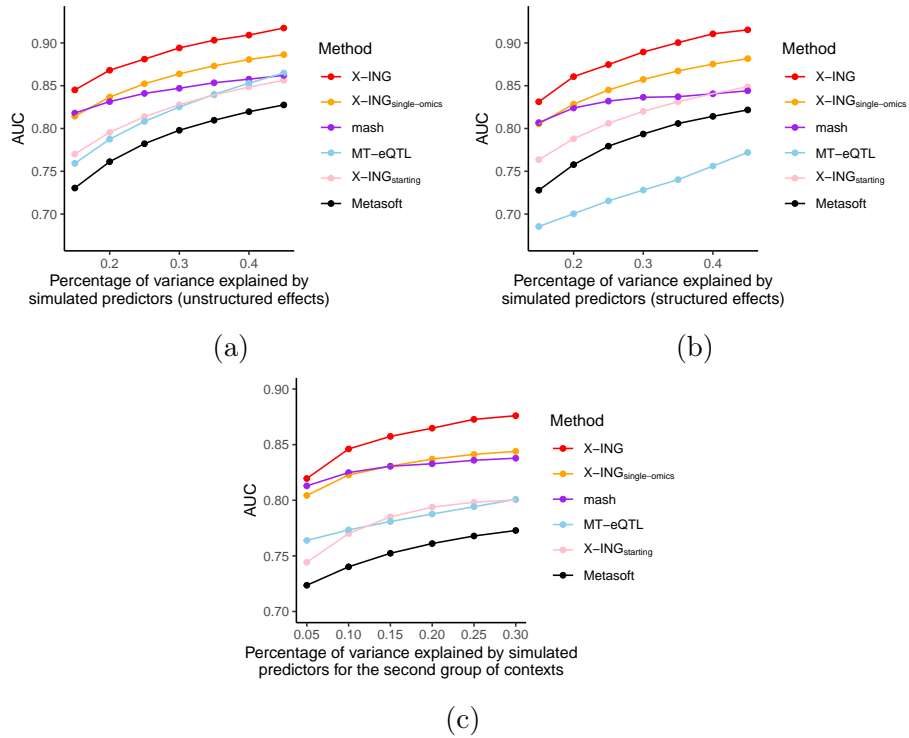 AUC
0.90
0.85
0.80
0.75
0.70
0.2 0.3 0.4
Percentage of variance explained by
simulated predictors (unstructured effects)
Method
X−ING
X−INGsingle−omics
mash
MT−eQTL
X−INGstarting
Metasoft
(a)
AUC
0.90
0.85
0.80
0.75
0.70
0.2 0.3 0.4
Percentage of variance explained by
simulated predictors (structured effects)
Method
X−ING
X−INGsingle−omics
mash
MT−eQTL
X−INGstarting
Metasoft
(b)
AUC
0.90
0.85
0.80
0.75
0.70
0.05 0.10 0.15 0.20 0.25 0.30
Percentage of variance explained by simulated
predictors for the second group of contexts
Method
X−ING
X−INGsingle−omics
mash
MT−eQTL
X−INGstarting
Metasoft
(c)